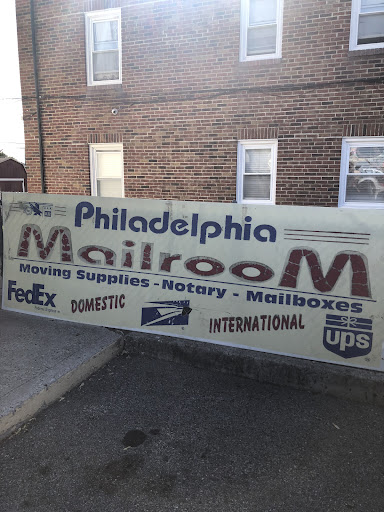 Philadelphia
MailrooM
Moving Supplies - Notary - Mailboxes
FedEx DOMESTIC INTERNATIONAL ups